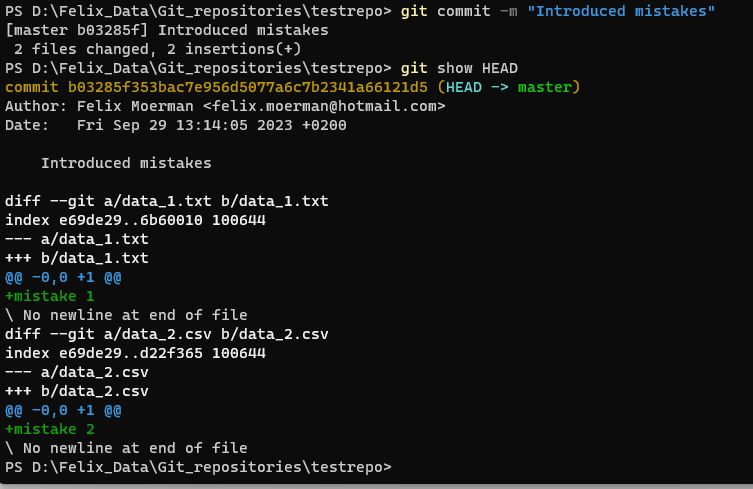 PS D:\Felix_Data\Git_repositories\testrepo> git commit -m "Introduced mistakes"
[master b03285f] Introduced mistakes
 2 files changed, 2 insertions(+)
PS D:\Felix_Data\Git_repositories\testrepo> git show HEAD
commit b03285f353bac7e956d5077a6c7b2341a66121d5 (HEAD -> master)
Author: Felix Moerman <felix.moerman@hotmail.com>
Date:   Fri Sep 29 13:14:05 2023 +0200

    Introduced mistakes

diff --git a/data_1.txt b/data_1.txt
index e69de29..6b60010 100644
--- a/data_1.txt
+++ b/data_1.txt
@@ -0,0 +1 @@
+mistake 1
\ No newline at end of file
diff --git a/data_2.csv b/data_2.csv
index e69de29..d22f365 100644
--- a/data_2.csv
+++ b/data_2.csv
@@ -0,0 +1 @@
+mistake 2
\ No newline at end of file
PS D:\Felix_Data\Git_repositories\testrepo>